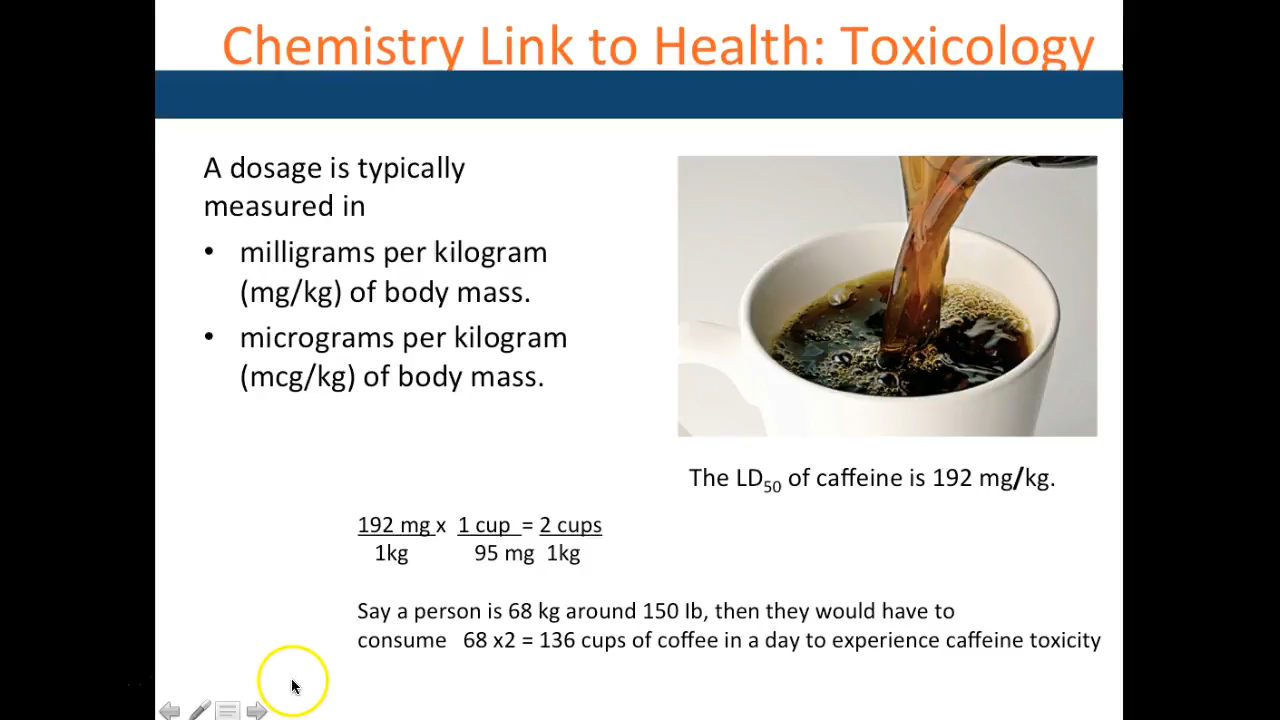 Chemistry Link to Health: Toxicology
A dosage is typically
measured in
• milligrams per kilogram
(mg/kg) of body mass.
• micrograms per kilogram
(mcg/kg) of body mass.
The LD50 of caffeine is 192 mg/kg.
192 mg x 1 cup = 2 cups
1kg 95 mg 1kg
Say a person is 68 kg around 150 lb, then they would have to
consume 68 x2 = 136 cups of coffee in a day to experience caffeine toxicity